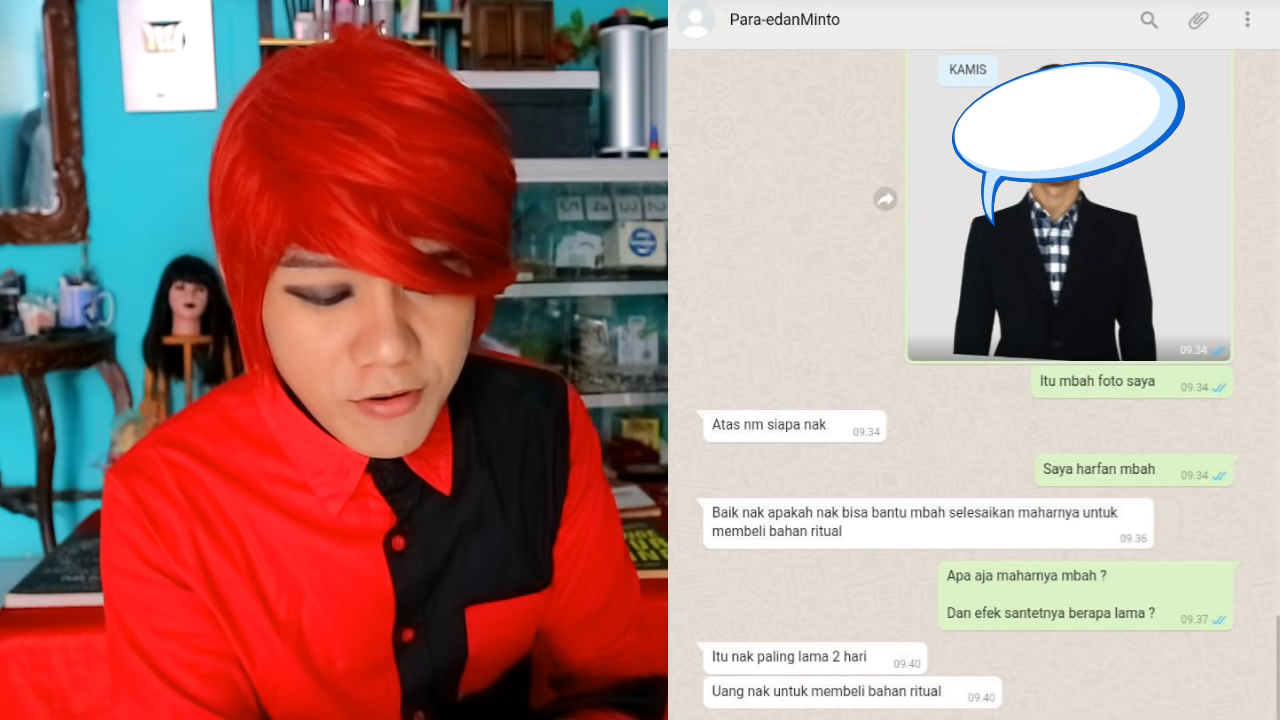 Para-edanMinto
KAMIS
09.34
Itu mbah foto saya
09.34
Atas nm siapa nak
09.34
Saya harfan mbah
09.34
Baik nak apakah nak bisa bantu mbah selesaikan maharnya untuk
membeli bahan ritual
09.36
Apa aja maharnya mbah ?
Dan efek santetnya berapa lama ?
09.37
Itu nak paling lama 2 hari
09.40
Uang nak untuk membeli bahan ritual
09.40